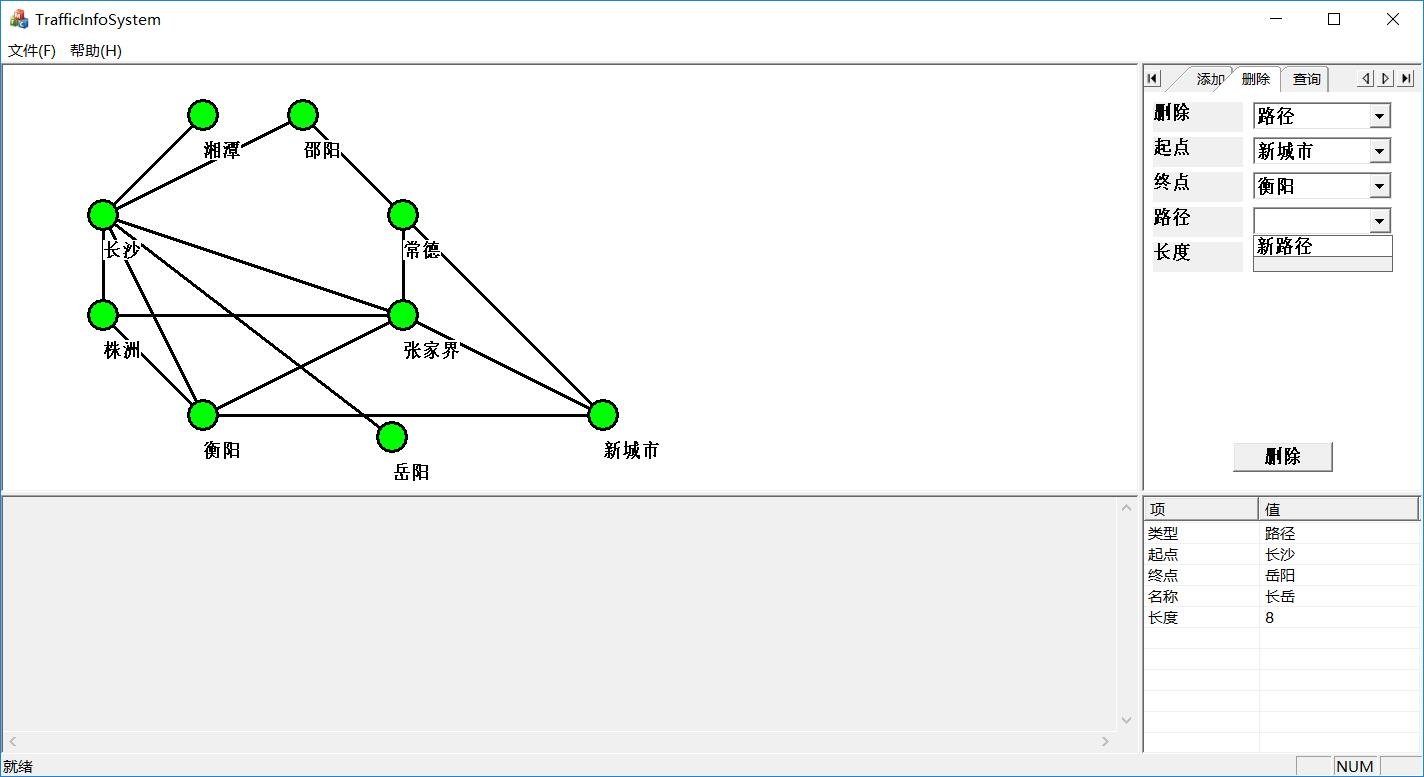 TrafficInfoSystem
文件(F) 帮助(H)
湘潭
邵阳
长沙
常德
株洲
张家界
衡阳
岳阳
新城市
添加 删除 查询
删除 路径
起点 新城市
终点 衡阳
路径
新路径
长度
删除
项 值
类型 路径
起点 长沙
终点 岳阳
名称 长岳
长度 8
就绪
NUM